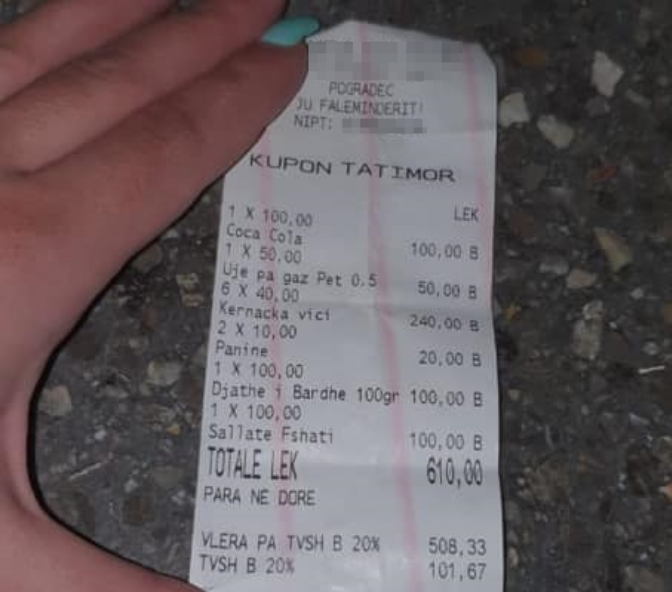 POGRADEC
JU FALEMINDERIT!
NIPT:
KUPON TATIMOR
LEK
1 X 100,00
Coca Cola 100,00 B
1 X 50,00
Uje pa gaz Pet 0.5 50,00 B
6 X 40,00
Kernacka vici 240,00 B
2 X 10,00
Panine 20,00 B
1 X 100,00
Djathe i Bardhe 100gr 100,00 B
1 X 100,00
Sallate Fshati 100,00 B
TOTALE LEK 610,00
PARA NE DORE
VLERA PA TVSH B 20% 508,33
TVSH B 20% 101,67